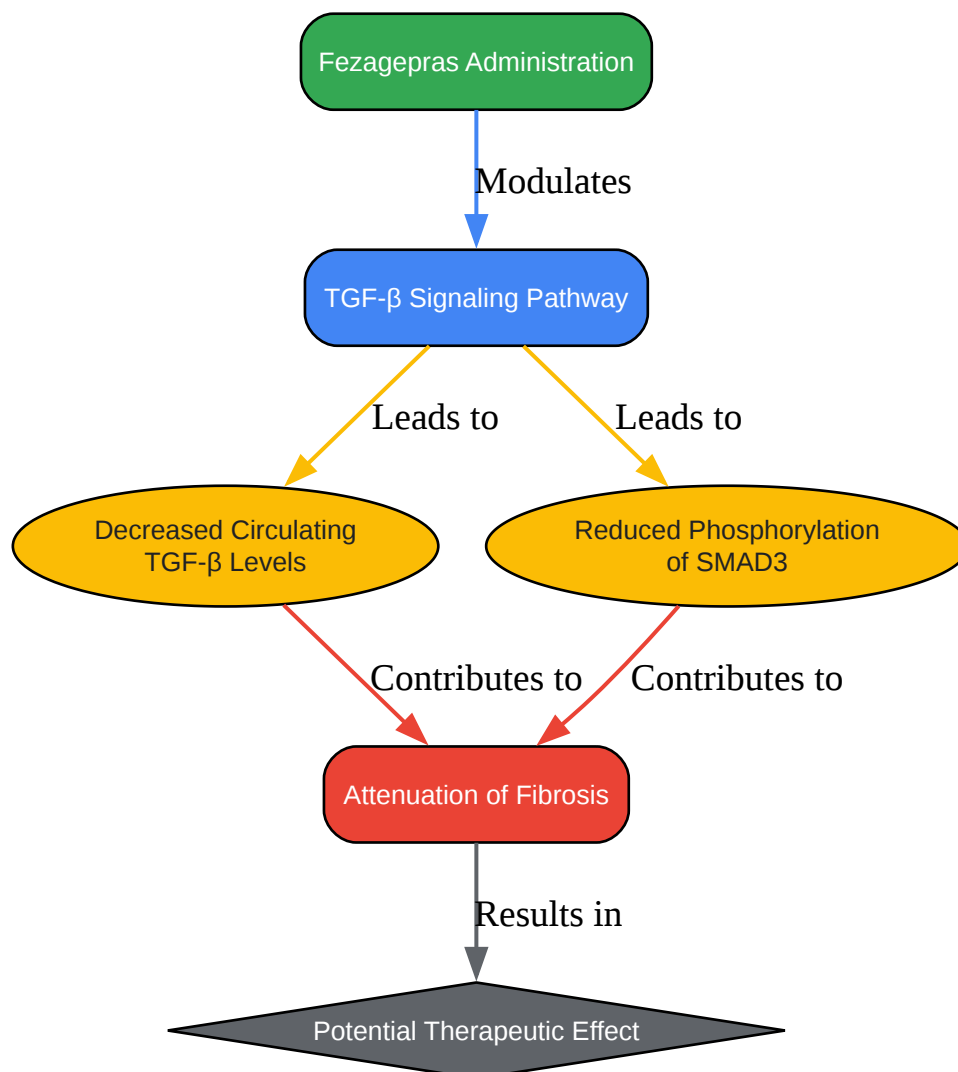 Fezagepras Administration
Modulates
TGF-β Signaling Pathway
Leads to
Leads to
Decreased Circulating
TGF-β Levels
Reduced Phosphorylation
of SMAD3
Contributes to
Contributes to
Attenuation of Fibrosis
Results in
Potential Therapeutic Effect